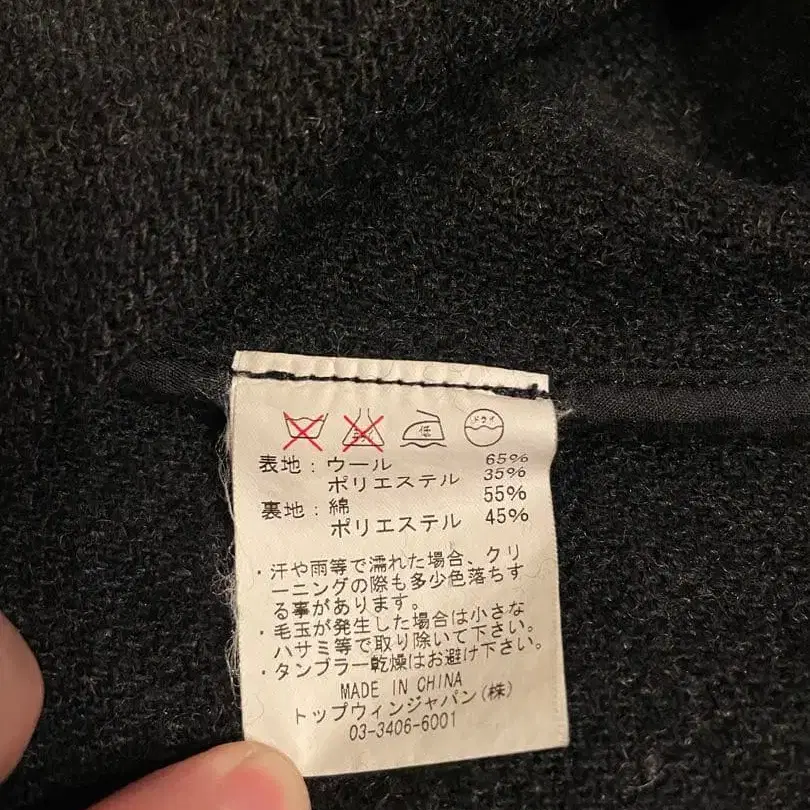 低 ドライ
表地：ウール 65%
ポリエステル 35%
裏地：綿 55%
ポリエステル 45%
・汗や雨等で濡れた場合、クリ
ーニングの際も多少色落ちす
る事があります。
・毛玉が発生した場合は小さな
ハサミ等で取り除いて下さい。
・タンブラー乾燥はお避け下さい。
MADE IN CHINA
トップウィンジャパン(株)
03-3406-6001